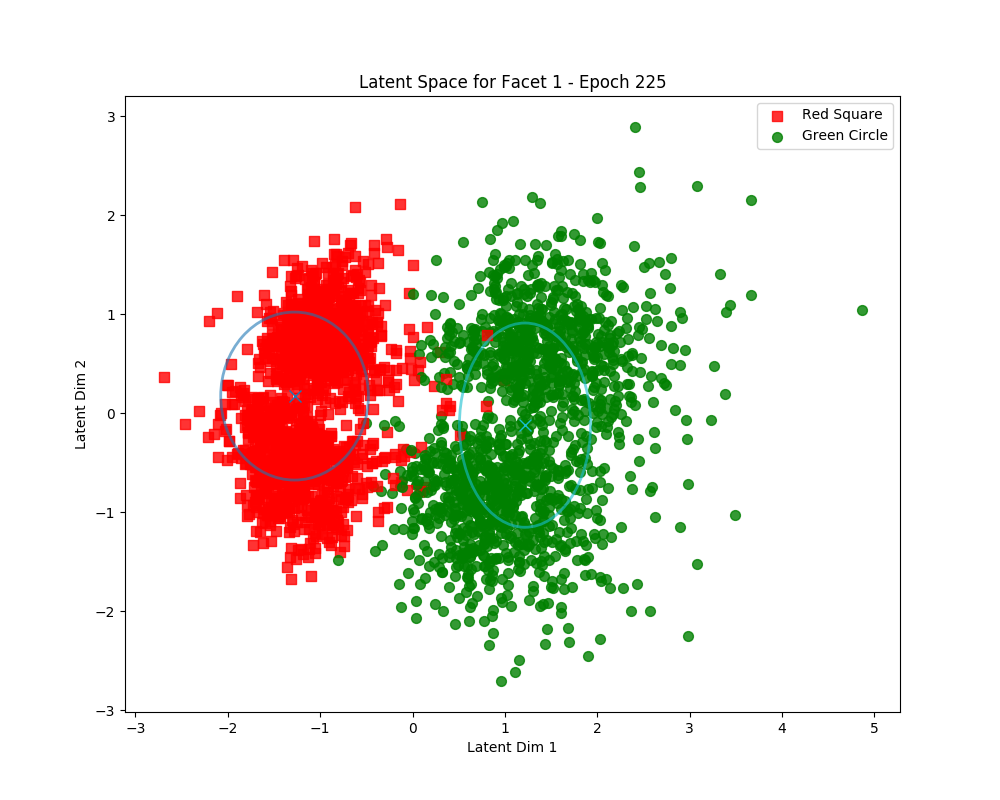 Latent Space for Facet 1 - Epoch 225
Red Square
Green Circle
3
2
1
0
−1
−2
−3
Latent Dim 2
−3 −2 −1 0 1 2 3 4 5
Latent Dim 1